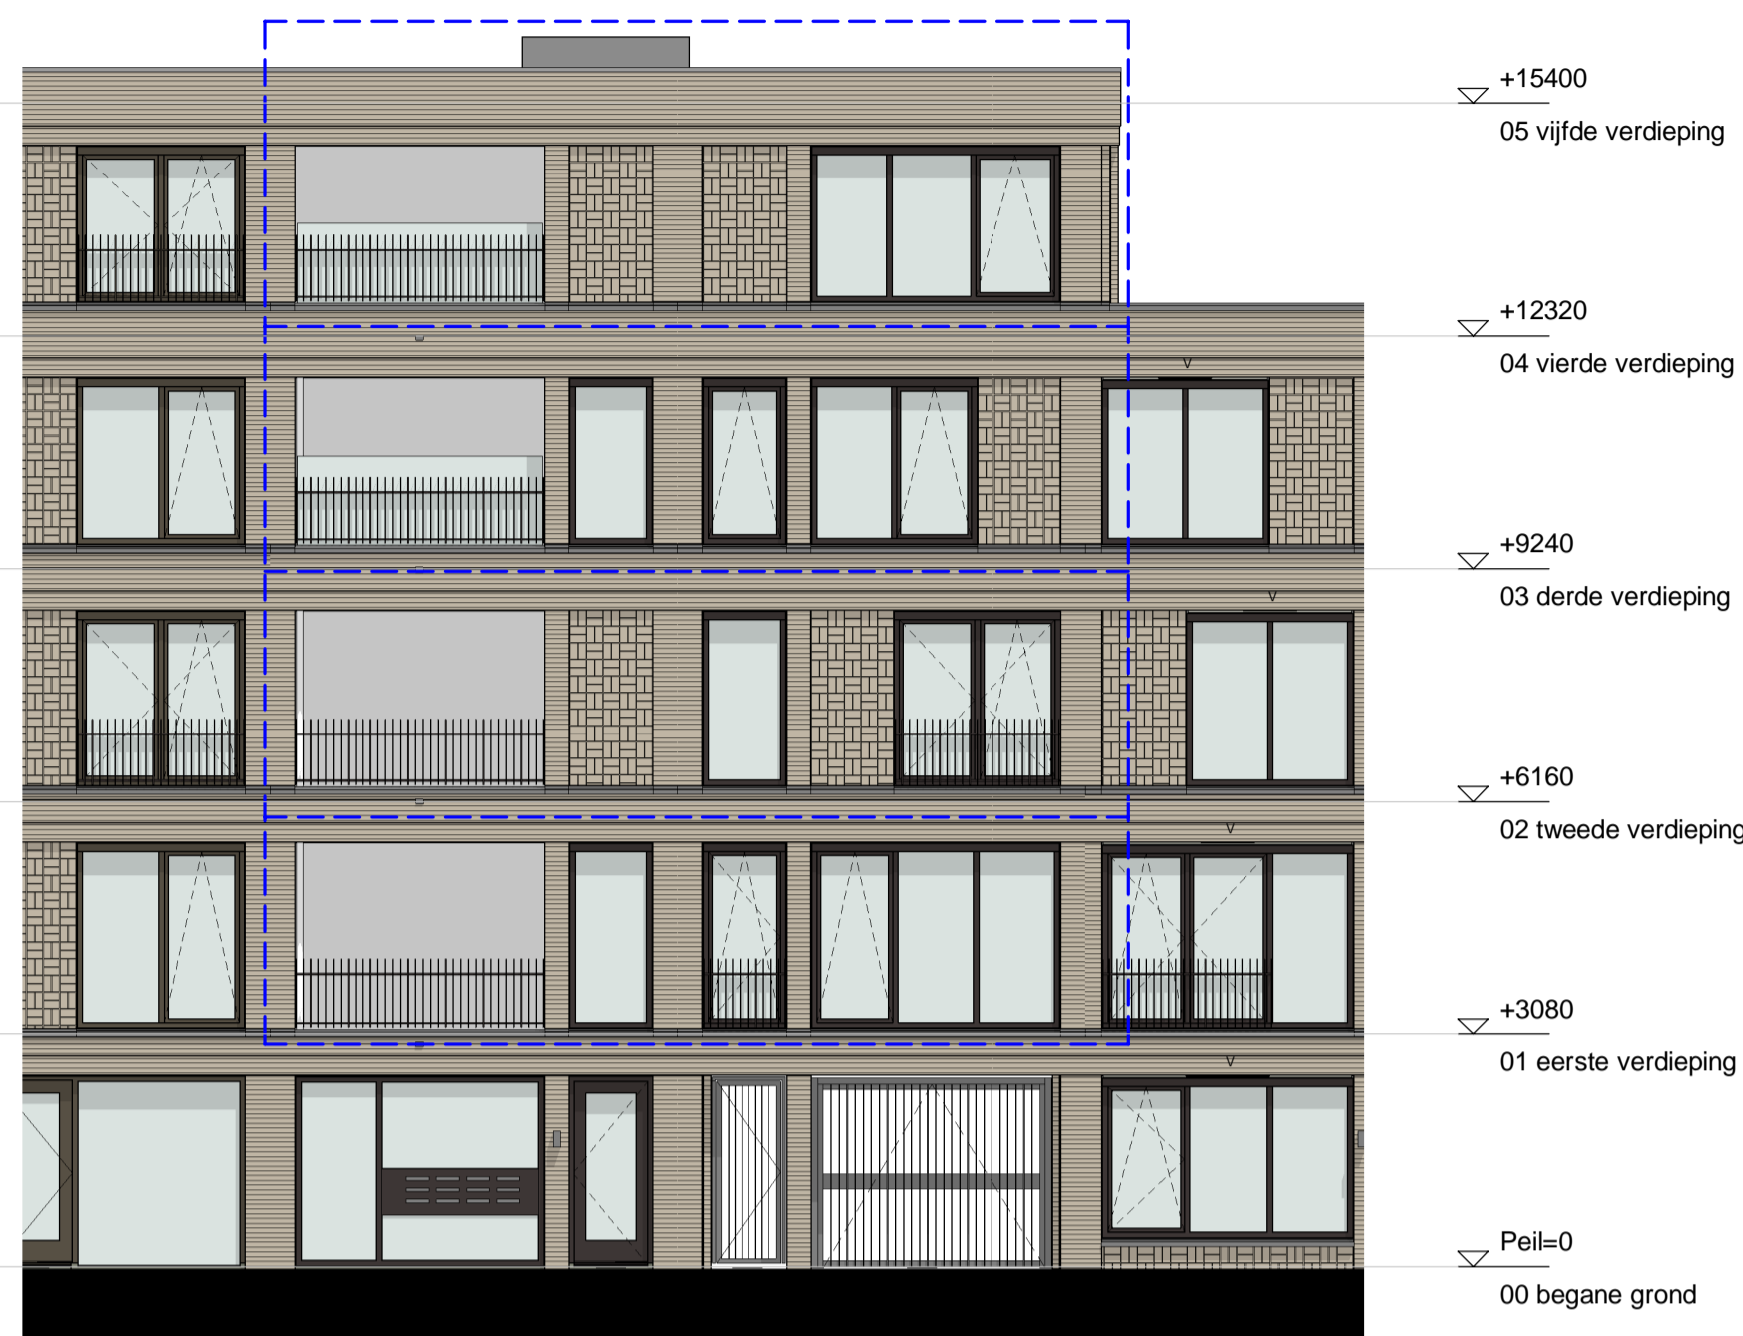 +15400
05 vijfde verdieping
+12320
04 vierde verdieping
V
+9240
03 derde verdieping
V
+6160
02 tweede verdieping
V
+3080
01 eerste verdieping
V
Peil=0
00 begane grond